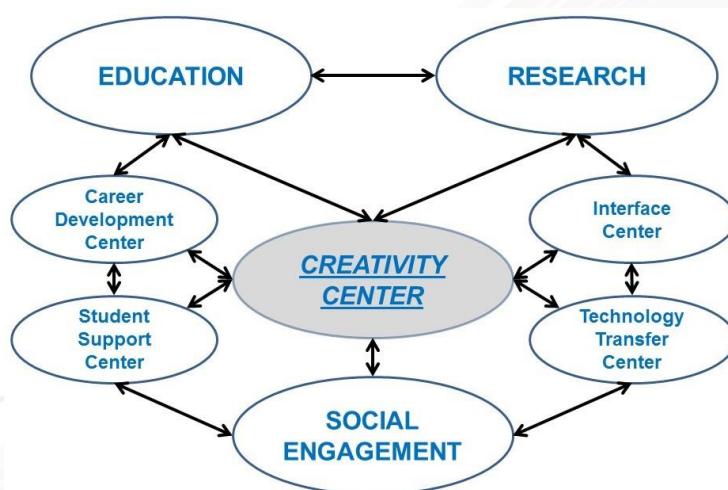 EDUCATION
RESEARCH
Career
Development
Center
Interface
Center
CREATIVITY
CENTER
Student
Support
Center
Technology
Transfer
Center
SOCIAL
ENGAGEMENT